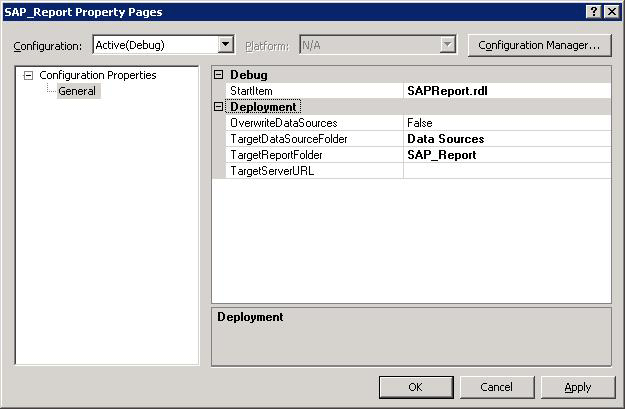 SAP_Report Property Pages
Configuration: Active(Debug) Platform: N/A Configuration Manager...
Configuration Properties
General
Debug
StartItem SAPReport.rdl
Deployment
OverwriteDataSources False
TargetDataSourceFolder Data Sources
TargetReportFolder SAP_Report
TargetServerURL
Deployment
OK Cancel Apply